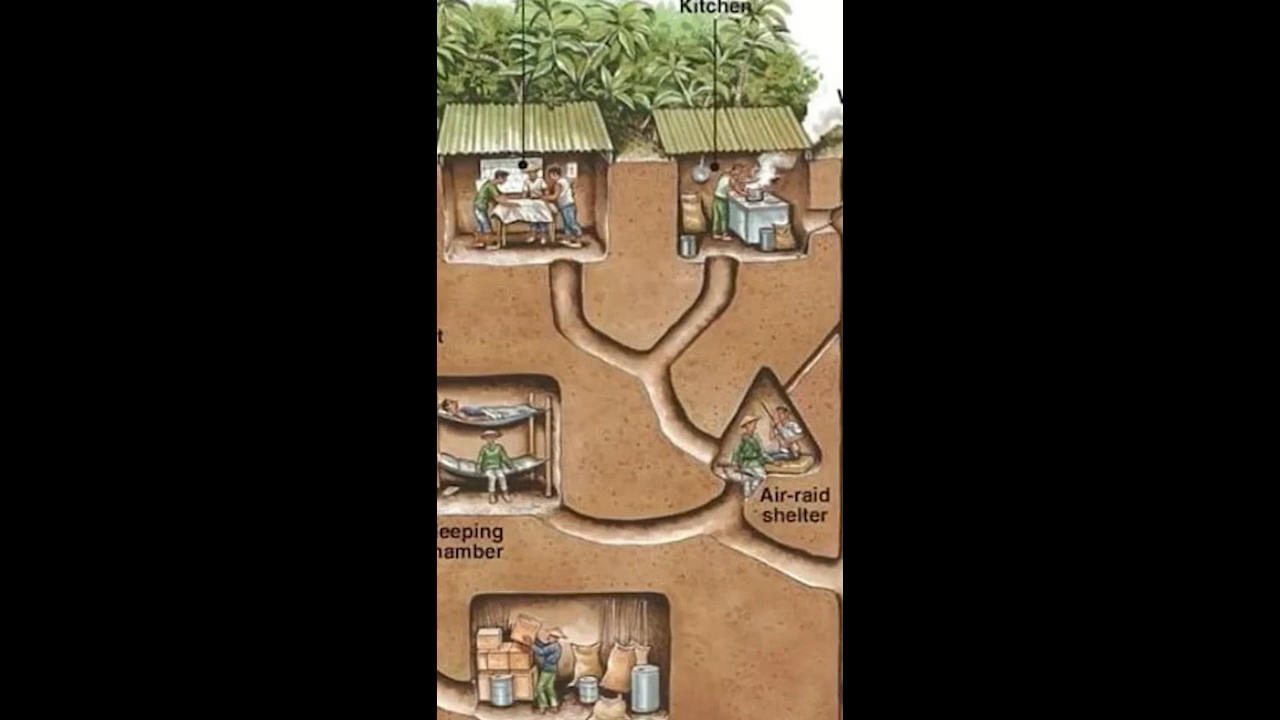 Kitchen
t
Air-raid
shelter
eeping
hamber